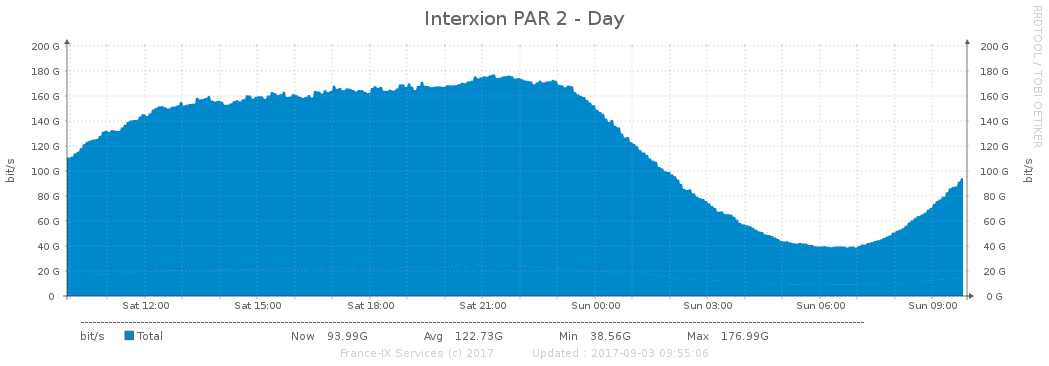 Interxion PAR 2 - Day
RRDTOOL / TOBI OETIKER
200 G 200 G
180 G 180 G
160 G 160 G
140 G 140 G
120 G 120 G
100 G 100 G
80 G 80 G
60 G 60 G
40 G 40 G
20 G 20 G
0 0 G
bit/s bit/s
Sat 12:00 Sat 15:00 Sat 18:00 Sat 21:00 Sun 00:00 Sun 03:00 Sun 06:00 Sun 09:00
bit/s Total Now 93.99G Avg 122.73G Min 38.56G Max 176.99G
France-IX Services (c) 2017 Updated : 2017-09-03 09:55:06